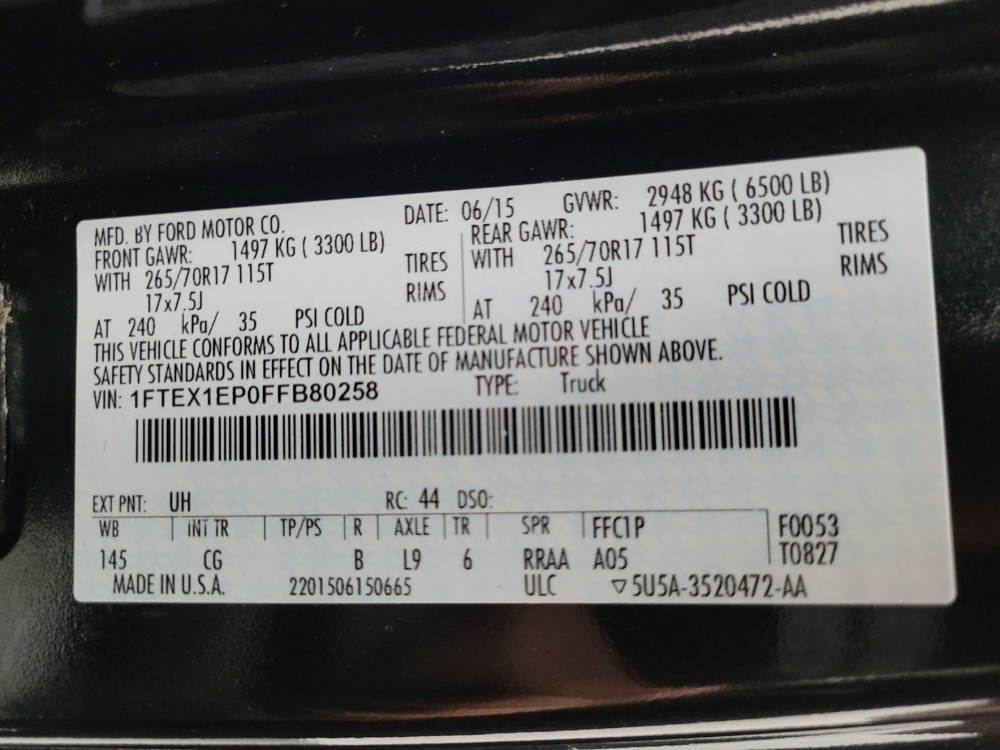 MFD. BY FORD MOTOR CO. DATE: 06/15 GVWR: 2948 KG ( 6500 LB)
FRONT GAWR: 1497 KG ( 3300 LB) REAR GAWR: 1497 KG ( 3300 LB)
WITH 265/70R17 115T TIRES WITH 265/70R17 115T TIRES
17x7.5J RIMS 17x7.5J RIMS
AT 240 kPa/ 35 PSI COLD AT 240 kPa/ 35 PSI COLD
THIS VEHICLE CONFORMS TO ALL APPLICABLE FEDERAL MOTOR VEHICLE
SAFETY STANDARDS IN EFFECT ON THE DATE OF MANUFACTURE SHOWN ABOVE.
VIN: 1FTEX1EP0FFB80258 TYPE: Truck
EXT PNT: UH RC: 44 DSO:
WB INT TR TP/PS R AXLE TR SPR FFC1P F0053
145 CG B L9 6 RRAA A05 T0827
MADE IN U.S.A. 2201506150665 ULC ▽5U5A-3520472-AA